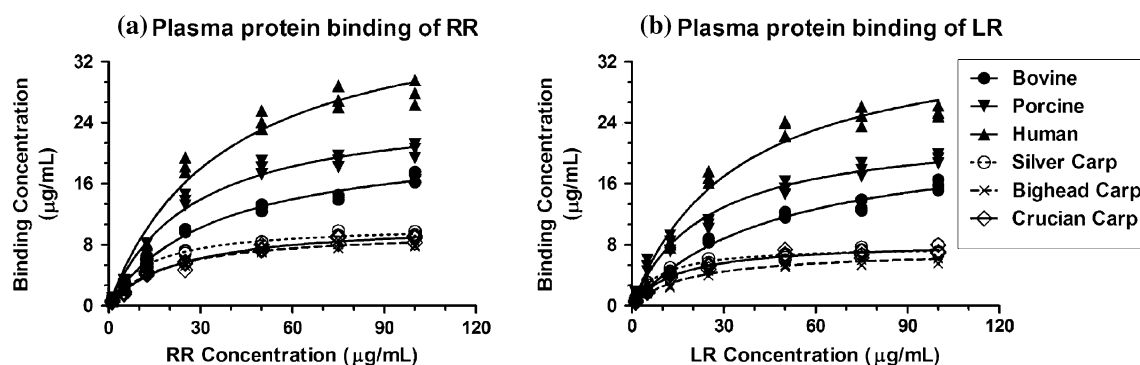 (a) Plasma protein binding of RR
Binding Concentration
(μg/mL)
32
24
16
8
0
0
30
60
90
120
RR Concentration (μg/mL)
(b) Plasma protein binding of LR
Binding Concentration
(μg/mL)
32
24
16
8
0
0
30
60
90
120
LR Concentration (μg/mL)
Bovine
Porcine
Human
Silver Carp
Bighead Carp
Crucian Carp